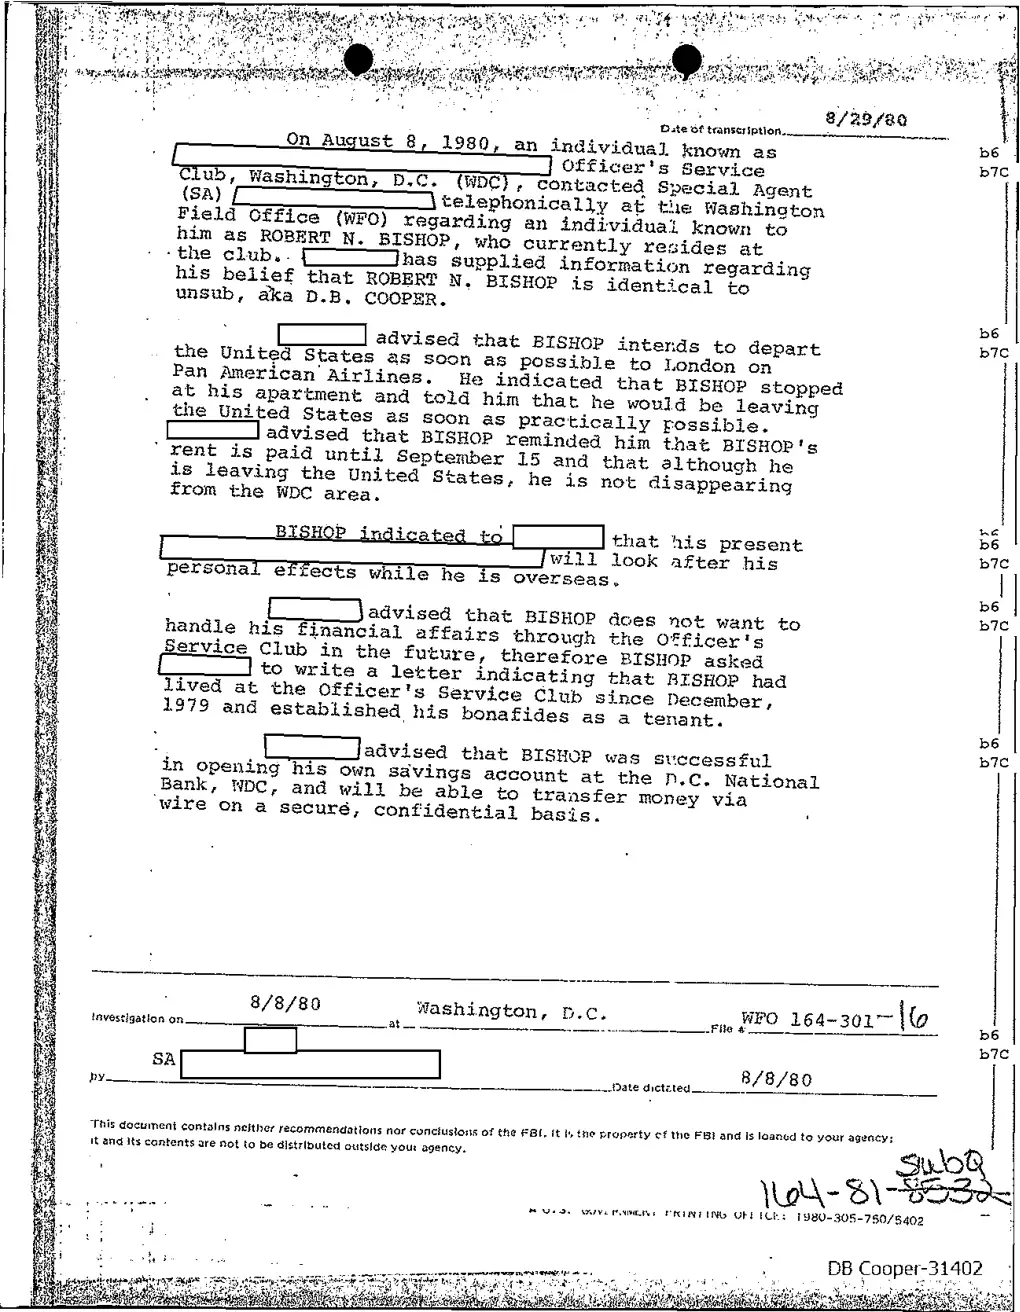 8/29/80
Date of transcription
On August 8, 1980, an individual known as
b6
Officer's Service
b7C
Club, Washington, D.C. (WDC), contacted Special Agent
(SA) telephonically at the Washington
Field Office (WFO) regarding an individual known to
him as ROBERT N. BISHOP, who currently resides at
the club. has supplied information regarding
his belief that ROBERT N. BISHOP is identical to
unsub, aka D.B. COOPER.
advised that BISHOP intends to depart
b6
the United States as soon as possible to London on
b7C
Pan American Airlines. He indicated that BISHOP stopped
at his apartment and told him that he would be leaving
the United States as soon as practically possible.
advised that BISHOP reminded him that BISHOP's
rent is paid until September 15 and that although he
is leaving the United States, he is not disappearing
from the WDC area.
BISHOP indicated to that his present
b6
will look after his
b7C
personal effects while he is overseas.
advised that BISHOP does not want to
b6
handle his financial affairs through the Officer's
b7C
Service Club in the future, therefore BISHOP asked
to write a letter indicating that BISHOP had
lived at the Officer's Service Club since December,
1979 and established his bonafides as a tenant.
advised that BISHOP was successful
b6
in opening his own savings account at the D.C. National
b7C
Bank, WDC, and will be able to transfer money via
wire on a secure, confidential basis.
Investigation on 8/8/80 at Washington, D.C. File # WFO 164-301-16
b6
b7C
SA
by Date dictated 8/8/80
This document contains neither recommendations nor conclusions of the FBI. It is the property of the FBI and is loaned to your agency;
it and its contents are not to be distributed outside your agency.
SubQ
164-81-8532
U.S. GOVERNMENT PRINTING OFFICE: 1980-305-750/5402
DB Cooper-31402